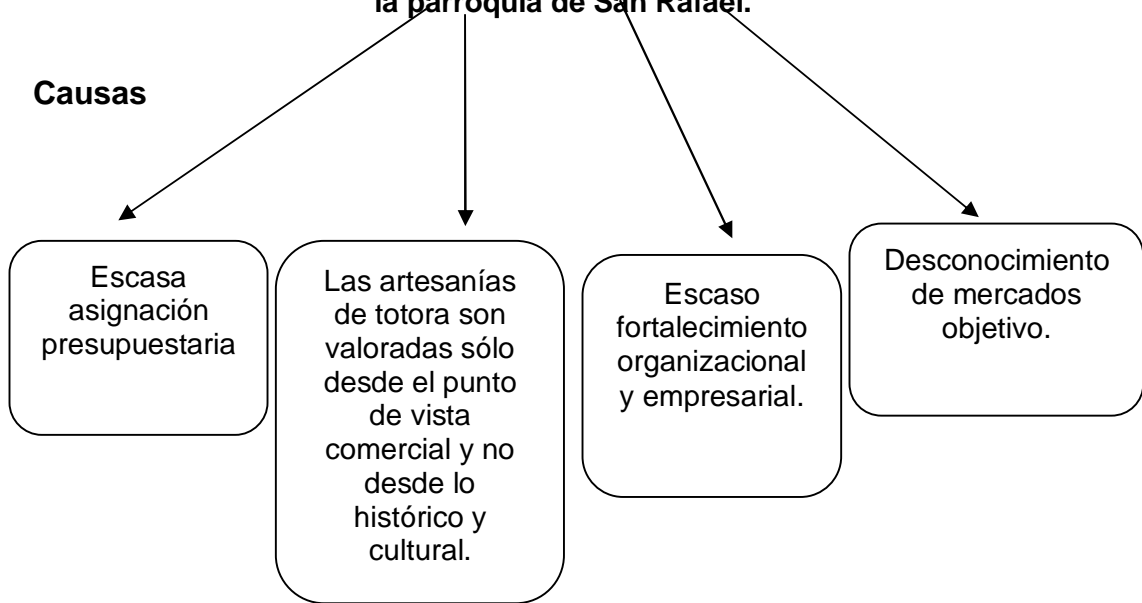 la parroquia de San Rafael.
Causas
Escasa
asignación
presupuestaria
Las artesanías
de totora son
valoradas sólo
desde el punto
de vista
comercial y no
desde lo
histórico y
cultural.
Escaso
fortalecimiento
organizacional
y empresarial.
Desconocimiento
de mercados
objetivo.